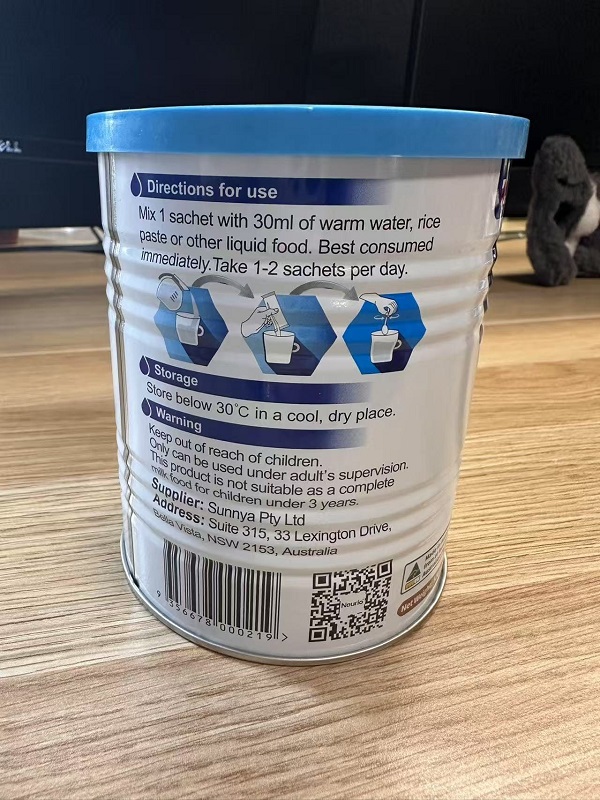 Directions for use
Mix 1 sachet with 30ml of warm water, rice
paste or other liquid food. Best consumed
immediately.Take 1-2 sachets per day.
Storage
Store below 30°C in a cool, dry place.
Warning
Keep out of reach of children.
Only can be used under adult's supervision.
This product is not suitable as a complete
milk food for children under 3 years.
Supplier: Sunnya Pty Ltd
Address: Suite 315, 33 Lexington Drive,
Bella Vista, NSW 2153, Australia
9 356678 000219 >
Nourlo
Net